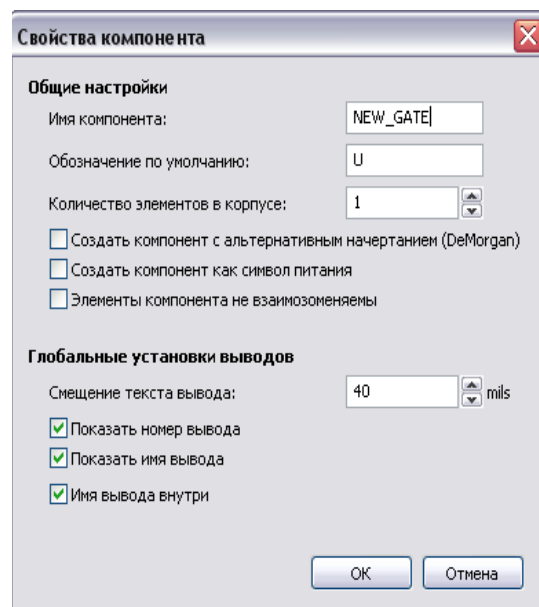 Свойства компонента
Общие настройки
Имя компонента: NEW_GATE
Обозначение по умолчанию: U
Количество элементов в корпусе: 1
Создать компонент с альтернативным начертанием (DeMorgan)
Создать компонент как символ питания
Элементы компонента не взаимозоменяемы
Глобальные установки выводов
Смещение текста вывода: 40 mils
Показать номер вывода
Показать имя вывода
Имя вывода внутри
ОК Отмена